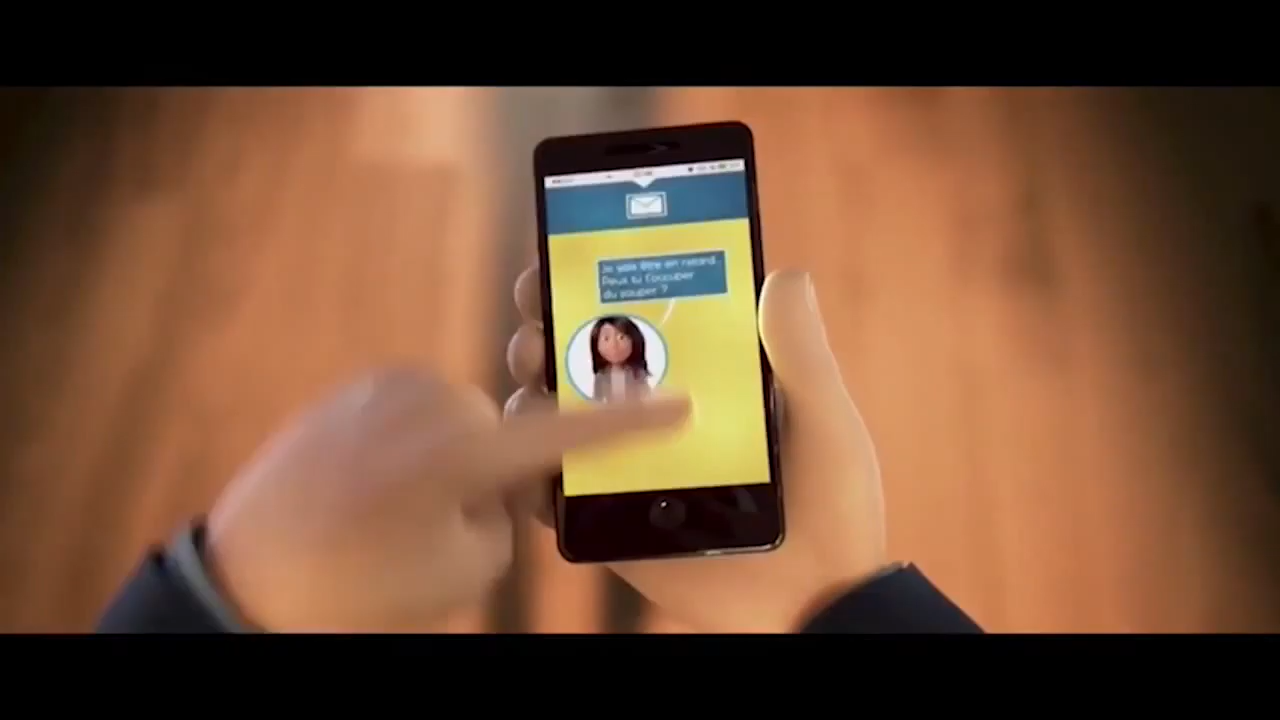 Je vais être en retard..
Peux tu t'occuper
du souper ?